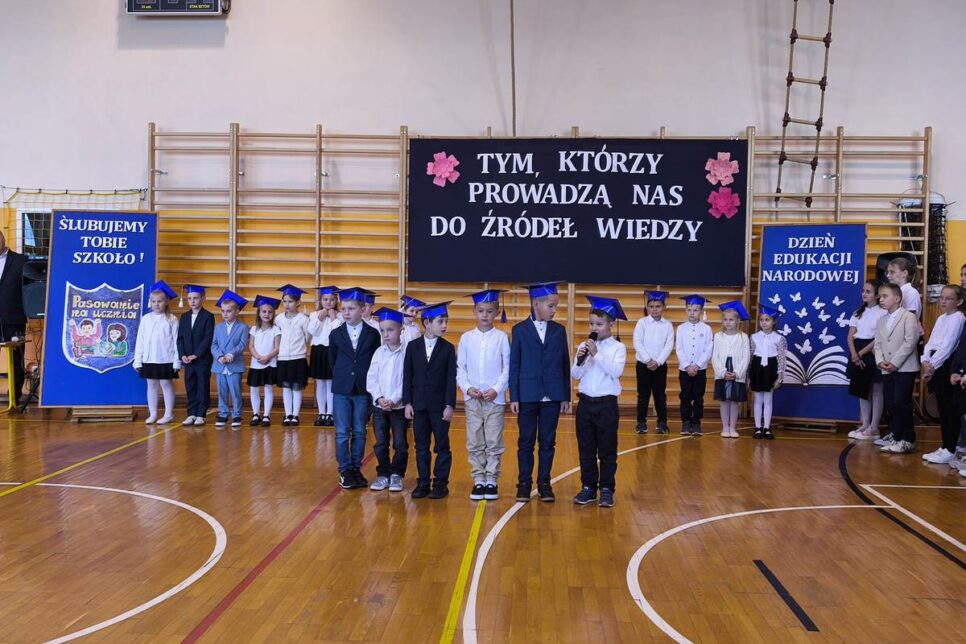 TYM, KTÓRZY
PROWADZĄ NAS
DO ŹRÓDEŁ WIEDZY
ŚLUBUJEMY
TOBIE
SZKOŁO !
Pasowanie
na ucznia
DZIEŃ
EDUKACJI
NARODOWEJ